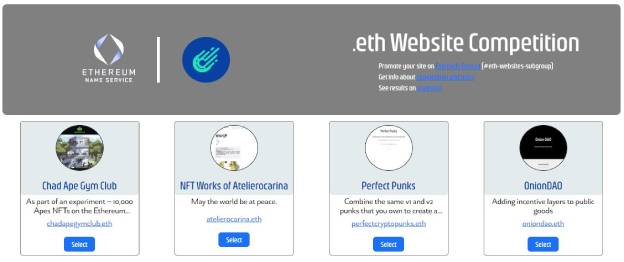 .eth Website Competition
ETHEREUM
NAME SERVICE
Promote your site on [#eth-websites-subgroup]
Get info about
See results on
Chad Ape Gym Club
As part of an experiment – 10,000
Apes NFTs on the Ethereum...
chadapegymclub.eth
Select
NFT Works of Atelierocarina
May the world be at peace.
atelierocarina.eth
Select
Perfect Punks
Perfect Punks
Combine the same v1 and v2
punks that you own to create a...
perfectcryptopunks.eth
Select
Onion DAO
OnionDAO
Adding incentive layers to public
goods
oniondao.eth
Select